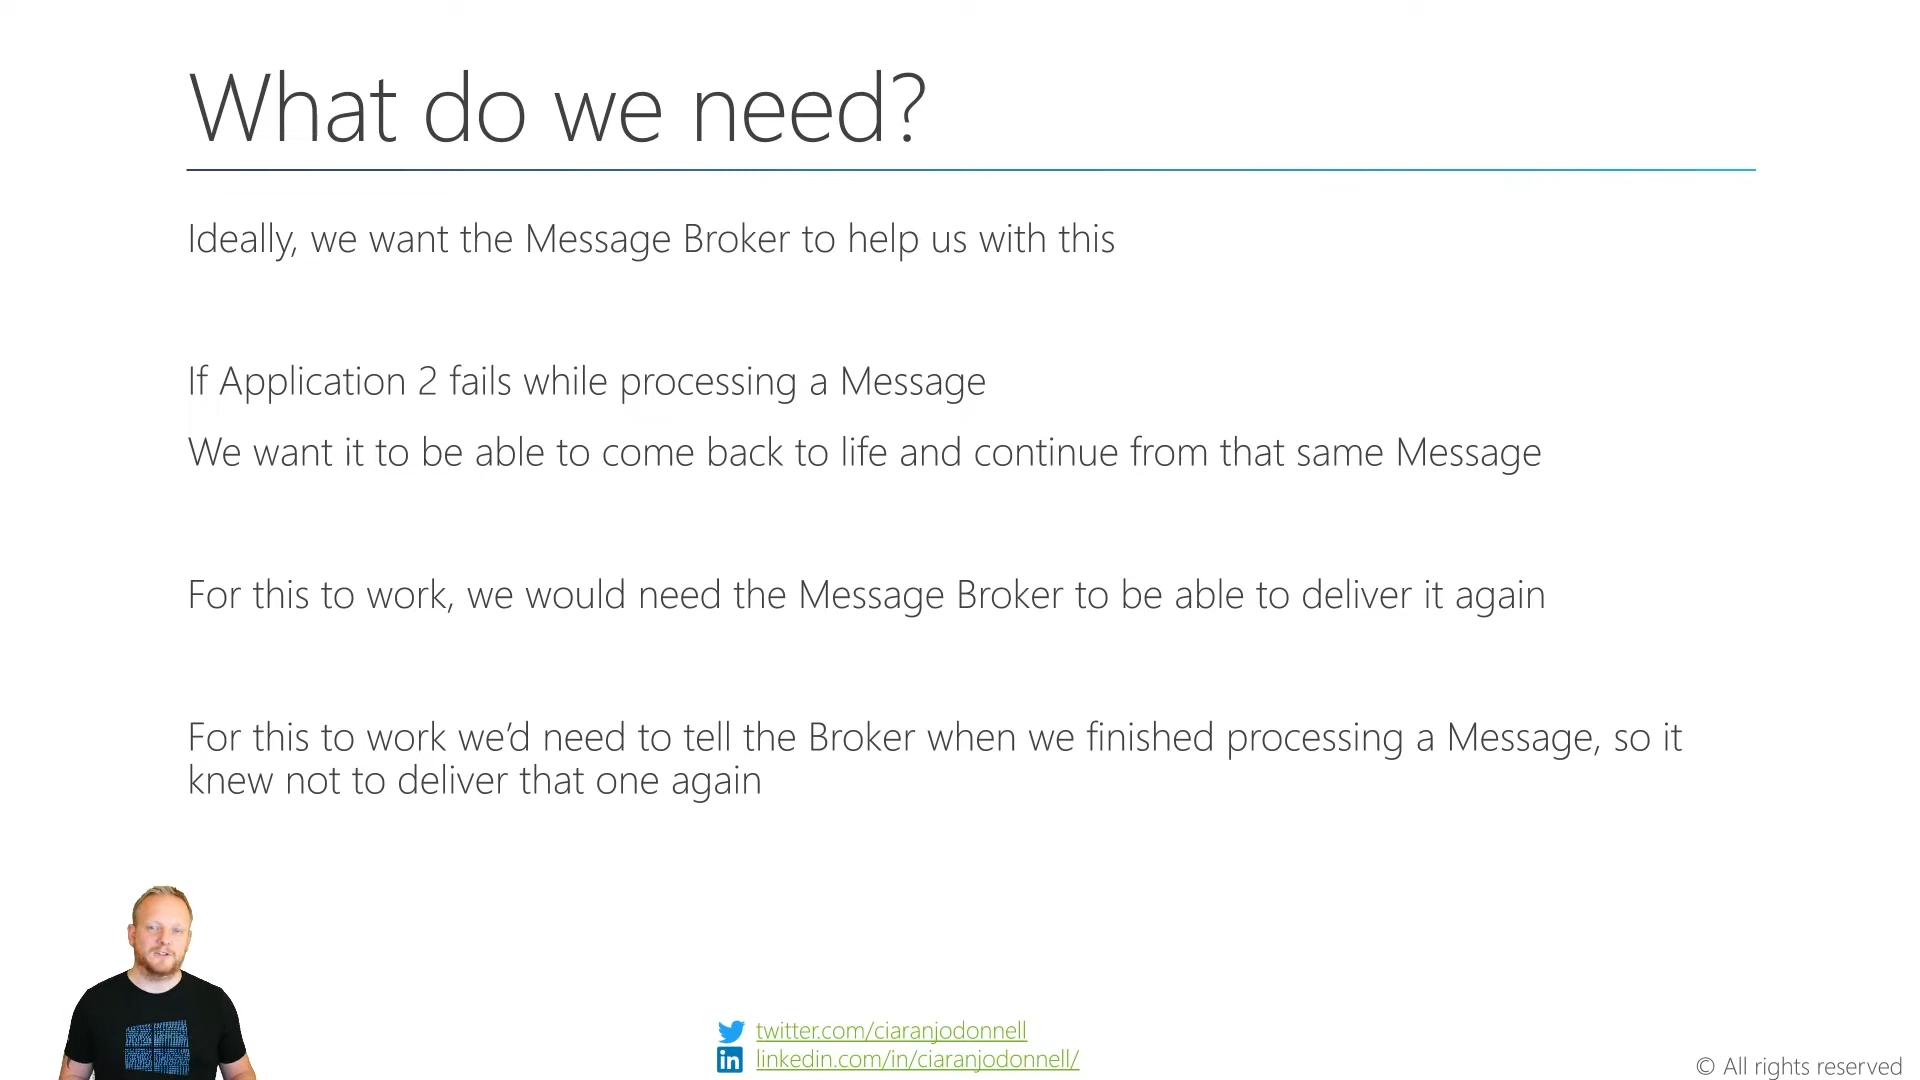 What do we need?
Ideally, we want the Message Broker to help us with this
If Application 2 fails while processing a Message
We want it to be able to come back to life and continue from that same Message
For this to work, we would need the Message Broker to be able to deliver it again
For this to work we’d need to tell the Broker when we finished processing a Message, so it
knew not to deliver that one again
twitter.com/ciaranjodonnell
in linkedin.com/in/ciaranjodonnell/
© All rights reserved